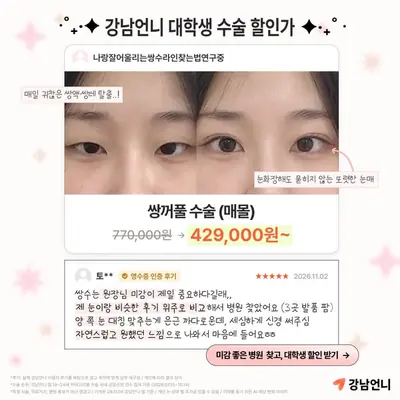 강남언니 대학생 수술 할인가
나랑잘어울리는쌍수라인찾는법연구중
매일 귀찮은 쌍액·쌍테 탈출..!
눈화장해도 묻히지 않는 또렷한 눈매
쌍꺼풀 수술 (매몰)
770,000원 → 429,000원~
토** 영수증 인증 후기 ★★★★★ 2026.11.02
쌍수는 원장님 미감이 제일 중요하다길래,,
제 눈이랑 비슷한 후기 위주로 비교해서 병원 찾았어요 (3곳 발품 팜)
양 쪽 눈 대칭 맞추는게 은근 까다로운데, 세심하게 신경 써주심
자연스럽고 원했던 느낌으로 나와서 마음에 들어요ㅎㅎ
미감 좋은 병원 찾고, 대학생 할인 받기 →
강남언니